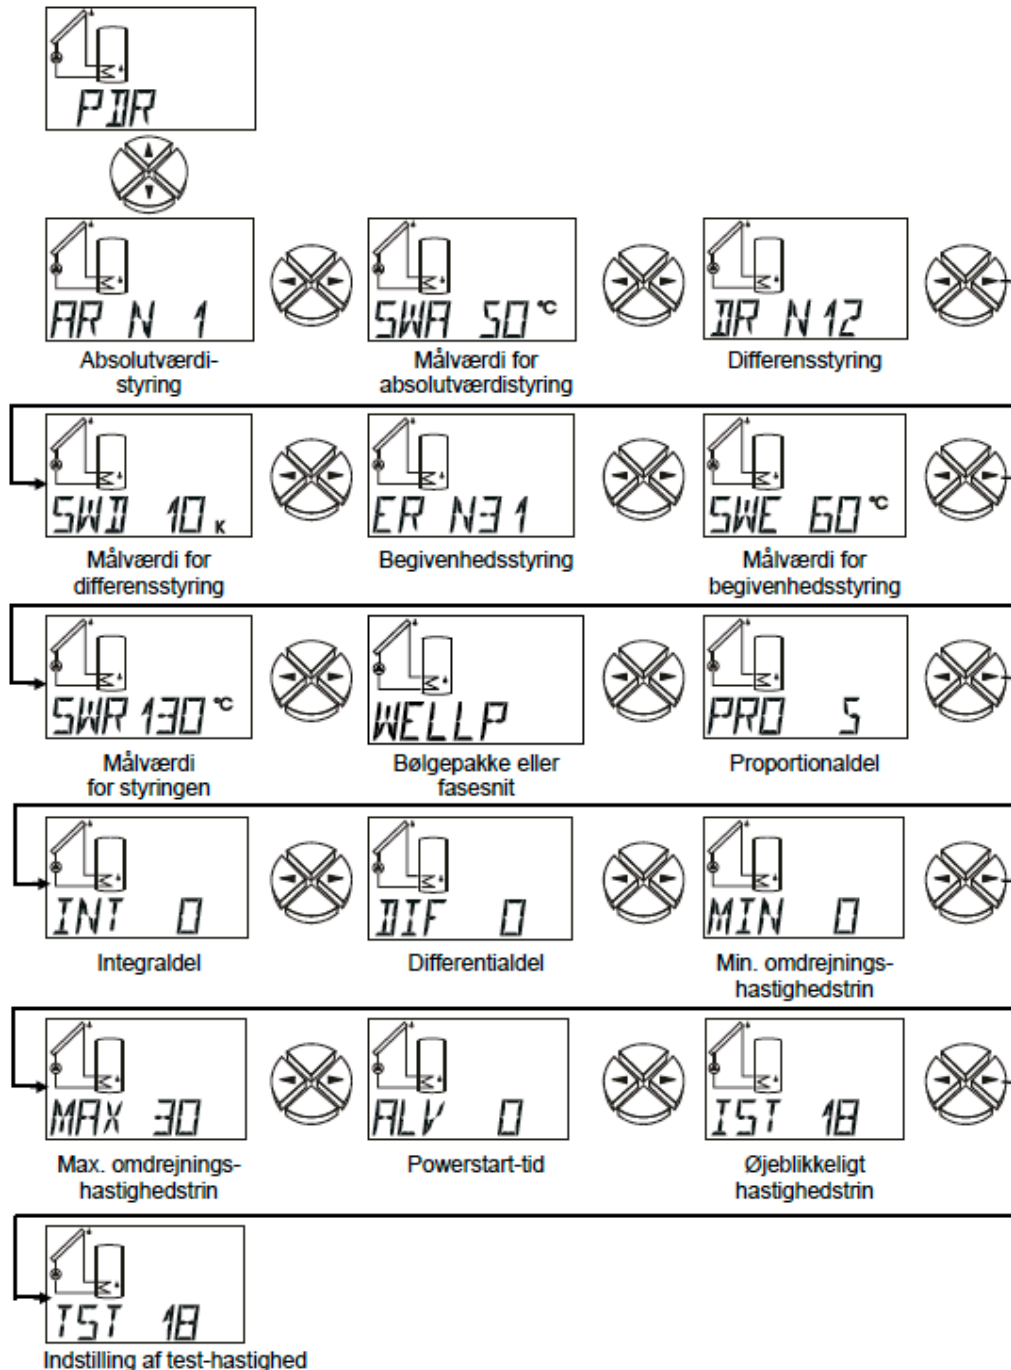 PDR
AR N 1
SWA 50 °C
DR N12
Absolutværdi-
styring
Målværdi for
absolutværdistyring
Differensstyring
SWD 10 K
ER N31
SWE 60 °C
Målværdi for
differensstyring
Begivenhedsstyring
Målværdi for
begivenhedsstyring
SWR 130 °C
WELLP
PRO 5
Målværdi
for styringen
Bølgepakke eller
fasesnit
Proportionaldel
INT 0
DIF 0
MIN 0
Integraldel
Differentialdel
Min. omdrejnings-
hastighedstrin
MAX 30
ALV 0
IST 18
Max. omdrejnings-
hastighedstrin
Powerstart-tid
Øjeblikkeligt
hastighedstrin
TST 18
Indstilling af test-hastighed